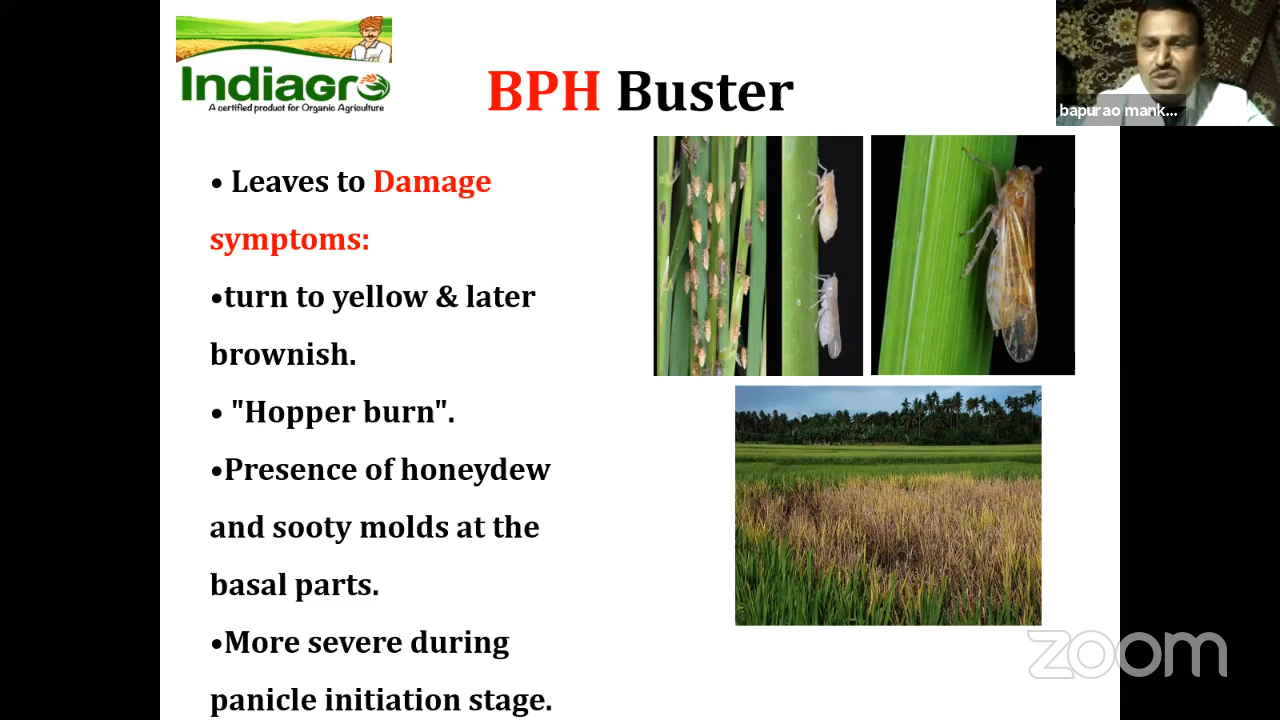 Indiagro
A certified product for Organic Agriculture
BPH Buster
bapurao mank...
• Leaves to Damage
symptoms:
•turn to yellow & later
brownish.
• "Hopper burn".
•Presence of honeydew
and sooty molds at the
basal parts.
•More severe during
panicle initiation stage.
A
B
zoom